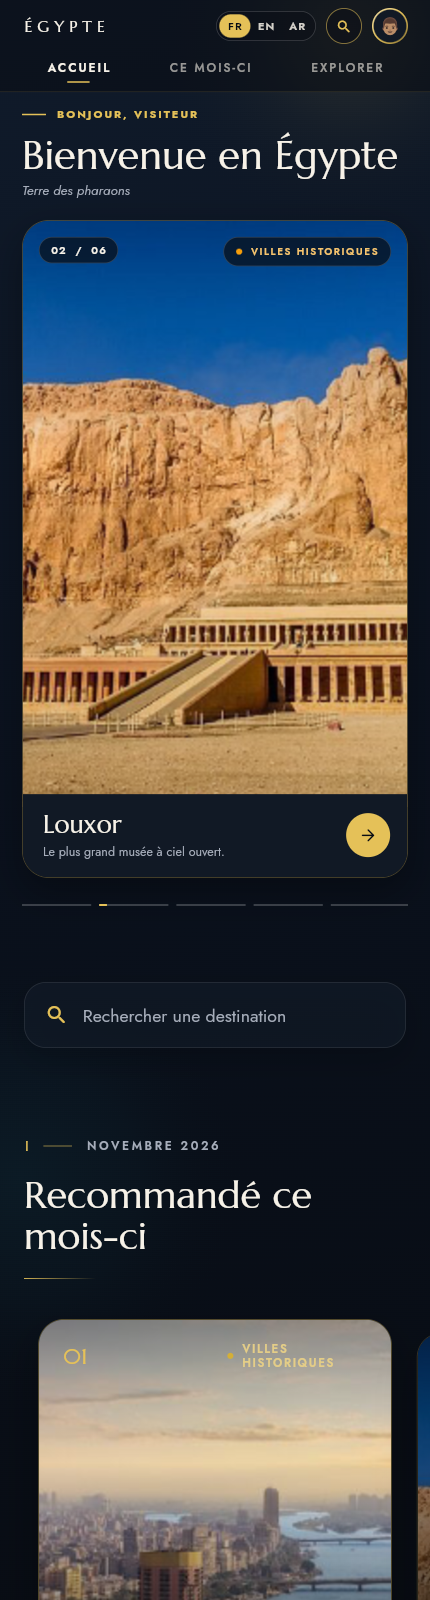 ÉGYPTE
FR EN AR
ACCUEIL CE MOIS-CI EXPLORER
BONJOUR, VISITEUR
Bienvenue en Égypte
Terre des pharaons
02 / 06
VILLES HISTORIQUES
Louxor
Le plus grand musée à ciel ouvert.
Rechercher une destination
I
NOVEMBRE 2026
Recommandé ce
mois-ci
01
VILLES
HISTORIQUES